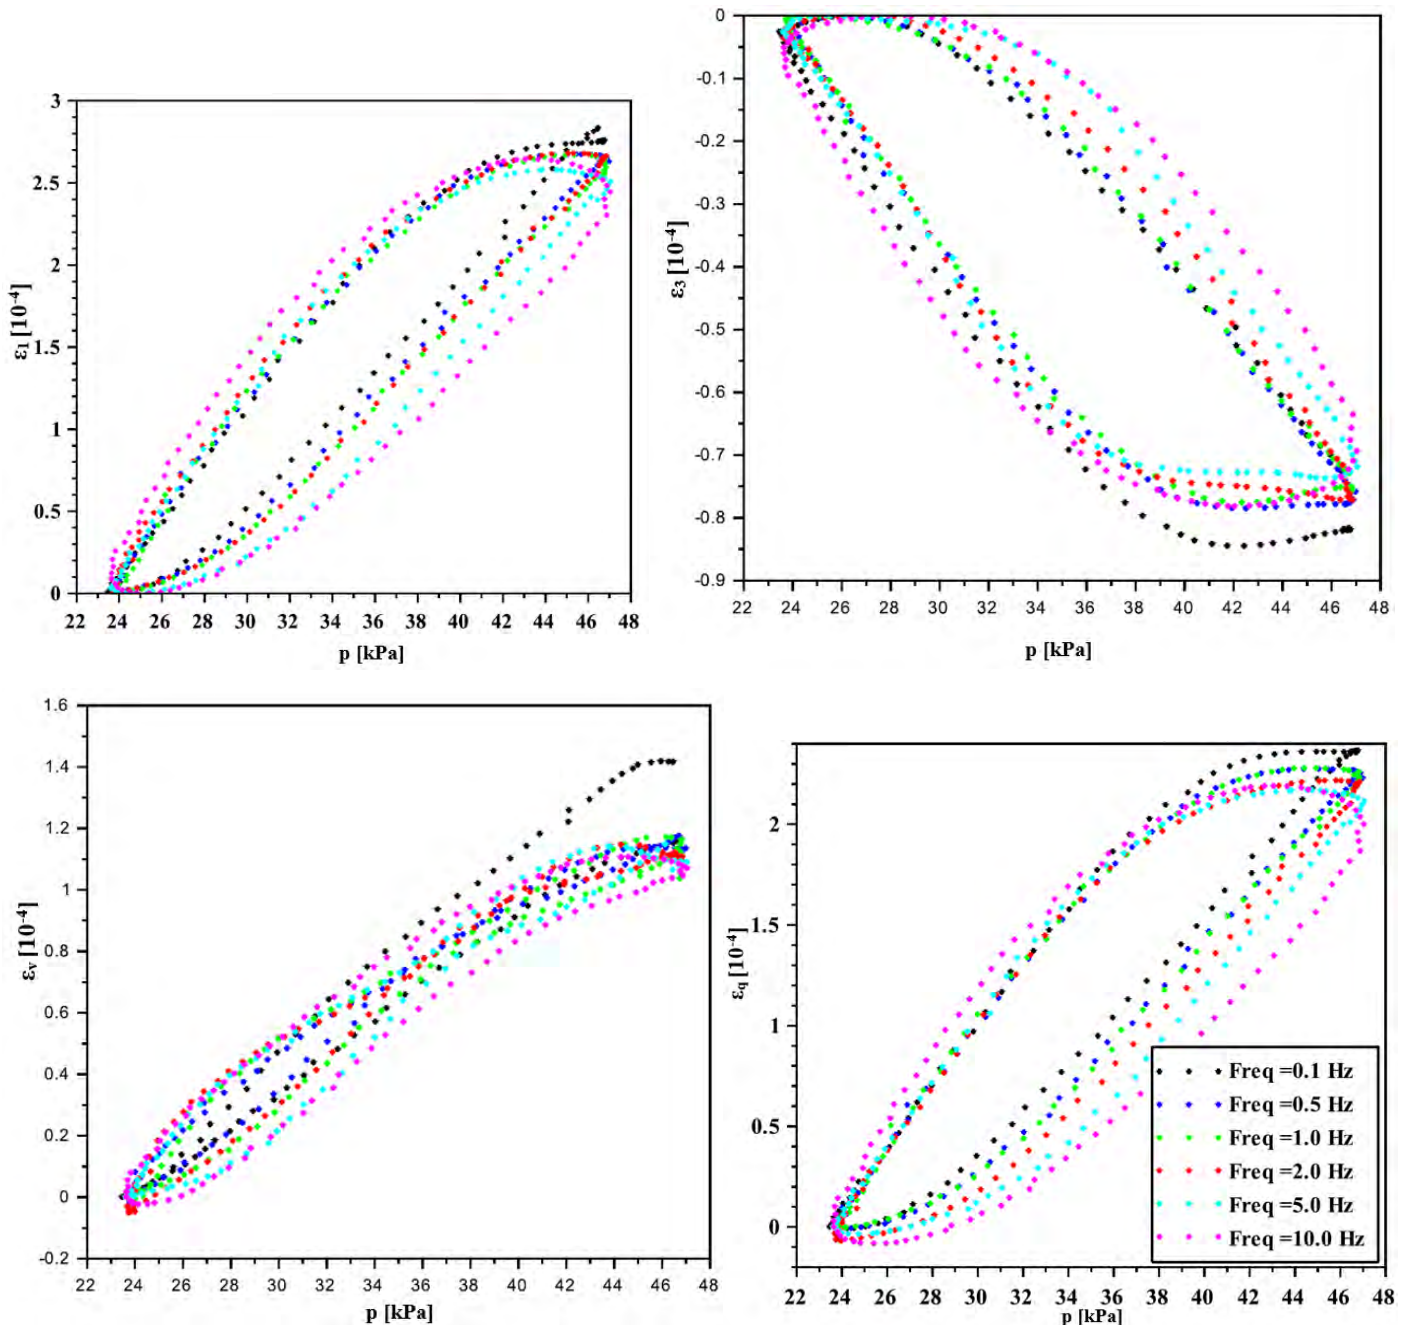 3
2.5
2
1.5
1
0.5
0
22 24 26 28 30 32 34 36 38 40 42 44 46 48
p [kPa]
ε1 [10-4]
0
-0.1
-0.2
-0.3
-0.4
-0.5
-0.6
-0.7
-0.8
-0.9
22 24 26 28 30 32 34 36 38 40 42 44 46 48
p [kPa]
ε3 [10-4]
1.6
1.4
1.2
1
0.8
0.6
0.4
0.2
0
-0.2
22 24 26 28 30 32 34 36 38 40 42 44 46 48
p [kPa]
εv [10-4]
2
1.5
1
0.5
0
22 24 26 28 30 32 34 36 38 40 42 44 46 48
p [kPa]
εq [10-4]
Freq =0.1 Hz
Freq =0.5 Hz
Freq =1.0 Hz
Freq =2.0 Hz
Freq =5.0 Hz
Freq =10.0 Hz